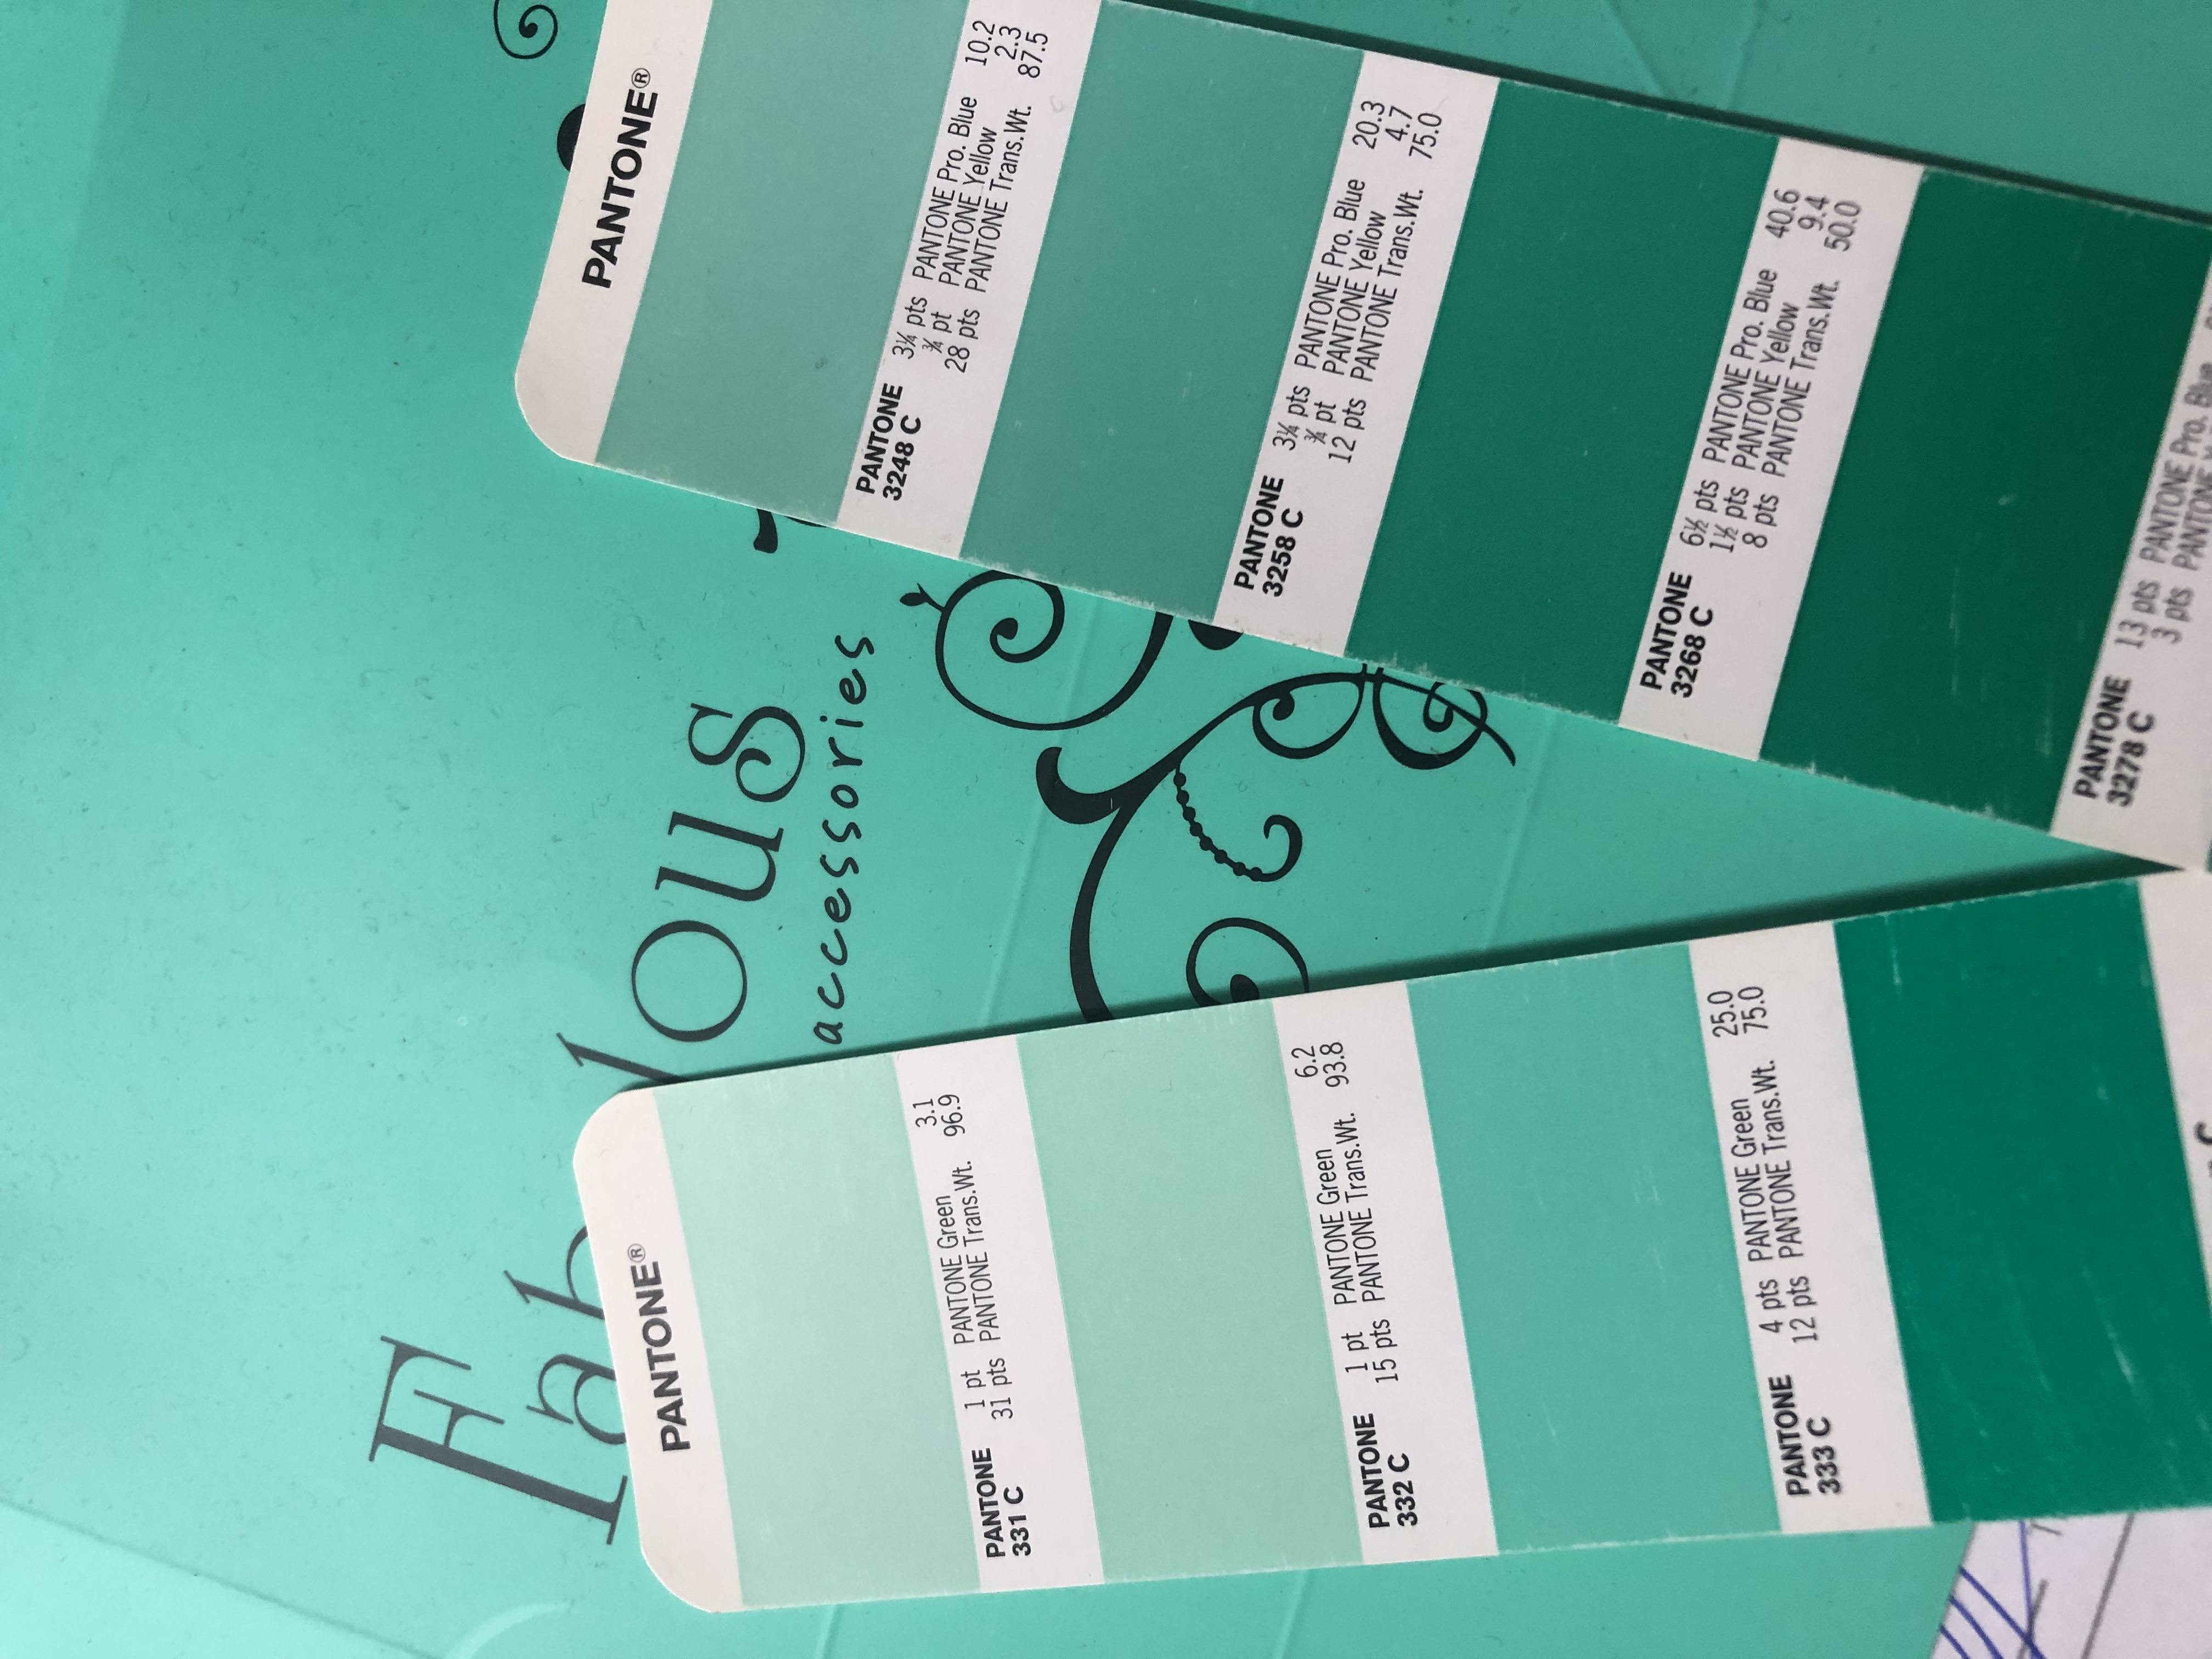 Fab
lous
accessories
PANTONE®
PANTONE 331 C
1 pt PANTONE Green 3.1
31 pts PANTONE Trans.Wt. 96.9
PANTONE 332 C
1 pt PANTONE Green 6.2
15 pts PANTONE Trans.Wt. 93.8
PANTONE 333 C
4 pts PANTONE Green 25.0
12 pts PANTONE Trans.Wt. 75.0
C
PANTONE®
PANTONE 3248 C
3¼ pts PANTONE Pro. Blue 10.2
¾ pt PANTONE Yellow 2.3
28 pts PANTONE Trans.Wt. 87.5
PANTONE 3258 C
3¼ pts PANTONE Pro. Blue 20.3
¾ pt PANTONE Yellow 4.7
12 pts PANTONE Trans.Wt. 75.0
PANTONE 3268 C
6½ pts PANTONE Pro. Blue 40.6
1½ pts PANTONE Yellow 9.4
8 pts PANTONE Trans.Wt. 50.0
PANTONE 3278 C
13 pts PANTONE Pro. Blue
3 pts PANTONE